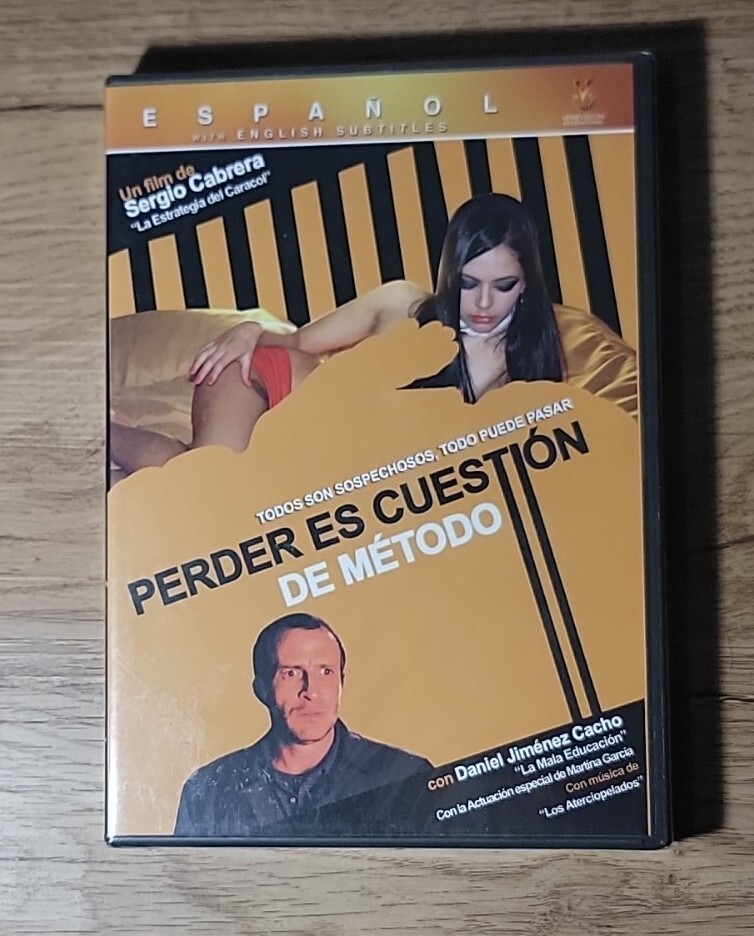 ESPAÑOL
WITH ENGLISH SUBTITLES
VENEVISION
Un film de
Sergio Cabrera
"La Estrategia del Caracol"
TODOS SON SOSPECHOSOS, TODO PUEDE PASAR
PERDER ES CUESTIÓN
DE MÉTODO
con Daniel Jiménez Cacho
"La Mala Educación"
Con la Actuación especial de Martina García
Con música de
"Los Aterciopelados"